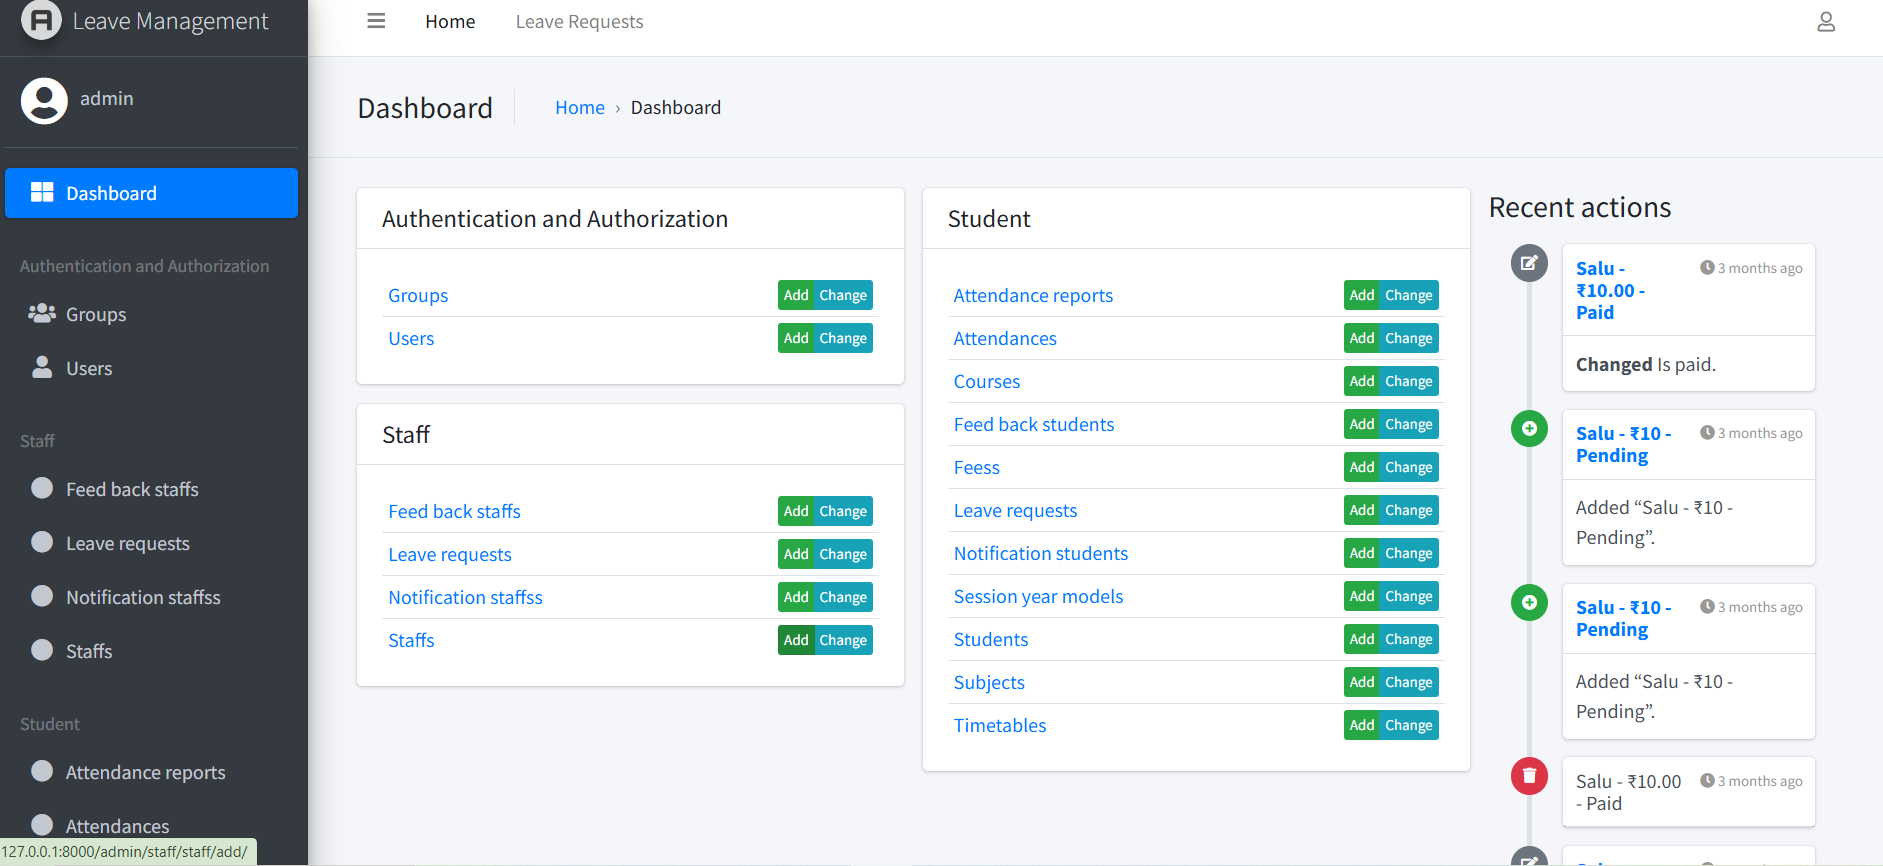 Leave Management
Home
Leave Requests
admin
Dashboard
Home › Dashboard
Dashboard
Authentication and Authorization
Groups
Users
Staff
Feed back staffs
Leave requests
Notification staffss
Staffs
Student
Attendance reports
Attendances
127.0.0.1:8000/admin/staff/staff/add/
Authentication and Authorization
Groups Add Change
Users Add Change
Staff
Feed back staffs Add Change
Leave requests Add Change
Notification staffss Add Change
Staffs Add Change
Student
Attendance reports Add Change
Attendances Add Change
Courses Add Change
Feed back students Add Change
Feess Add Change
Leave requests Add Change
Notification students Add Change
Session year models Add Change
Students Add Change
Subjects Add Change
Timetables Add Change
Recent actions
Salu - 3 months ago
₹10.00 -
Paid
Changed Is paid.
Salu - ₹10 - 3 months ago
Pending
Added “Salu - ₹10 -
Pending”.
Salu - ₹10 - 3 months ago
Pending
Added “Salu - ₹10 -
Pending”.
Salu - ₹10.00 3 months ago
- Paid